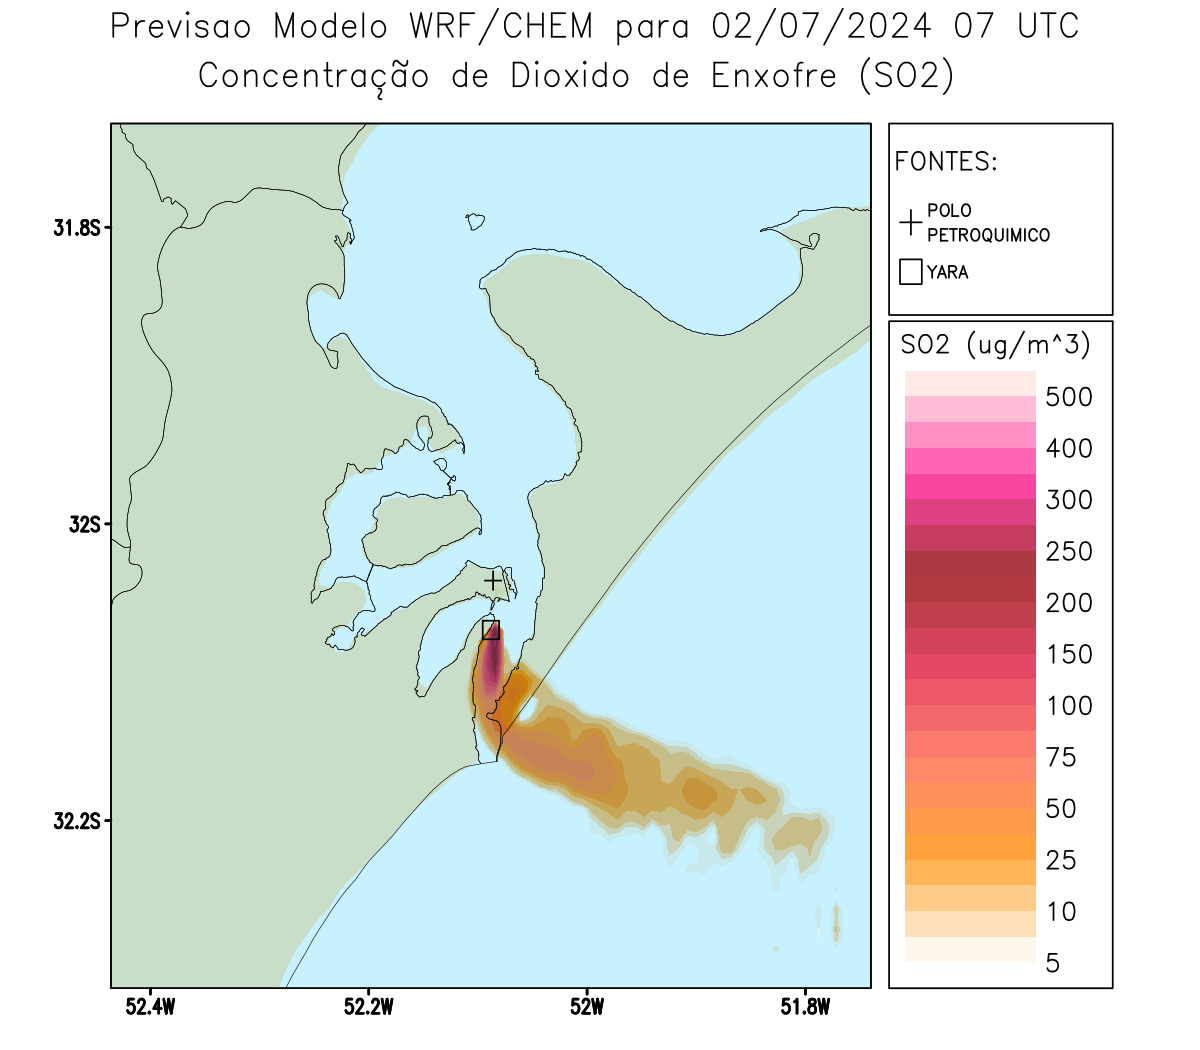 Previsao Modelo WRF/CHEM para 02/07/2024 07 UTC
Concentração de Dioxido de Enxofre (SO2)
FONTES:
POLO
PETROQUIMICO
YARA
31.8S
32S
32.2S
52.4W
52.2W
52W
51.8W
SO2 (ug/m^3)
500
400
300
250
200
150
100
75
50
25
10
5